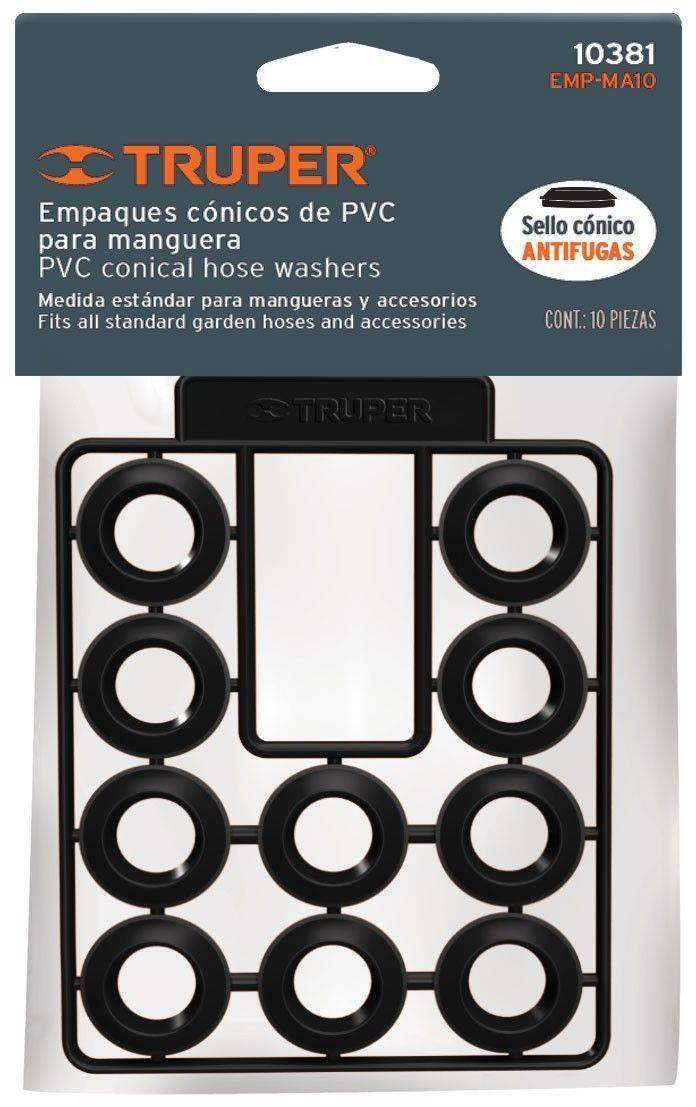 10381
EMP-MA10
TRUPER®
Empaques cónicos de PVC
para manguera
PVC conical hose washers
Medida estándar para mangueras y accesorios
Fits all standard garden hoses and accessories
Sello cónico
ANTIFUGAS
CONT.: 10 PIEZAS
TRUPER